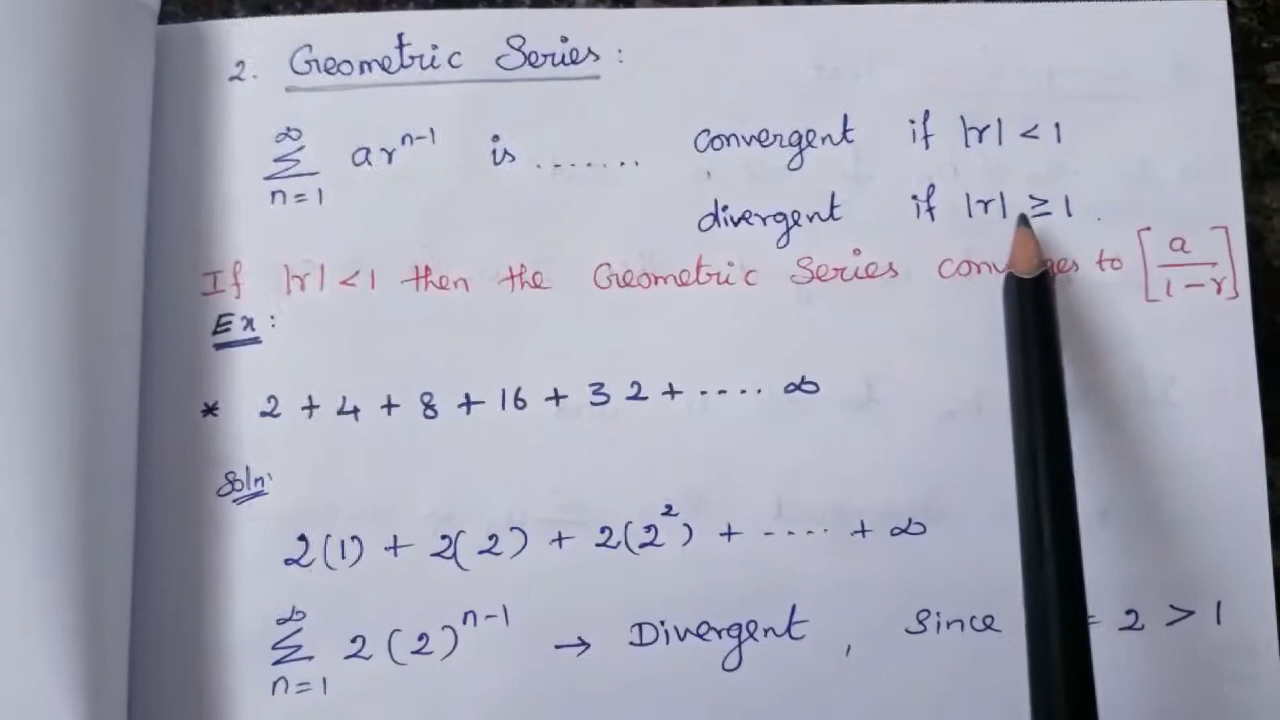 2. Geometric Series :
∞
∑ ar^{n-1} is ....... convergent if |r| < 1
n=1
divergent if |r| ≥ 1 .
If |r| < 1 then the Geometric Series to [a/(1-r)]
Ex :
* 2 + 4 + 8 + 16 + 32 + .... ∞
Soln:
2(1) + 2(2) + 2(2^2) + .... + ∞
∞
∑ 2(2)^{n-1} → Divergent , Since = 2 > 1
n=1